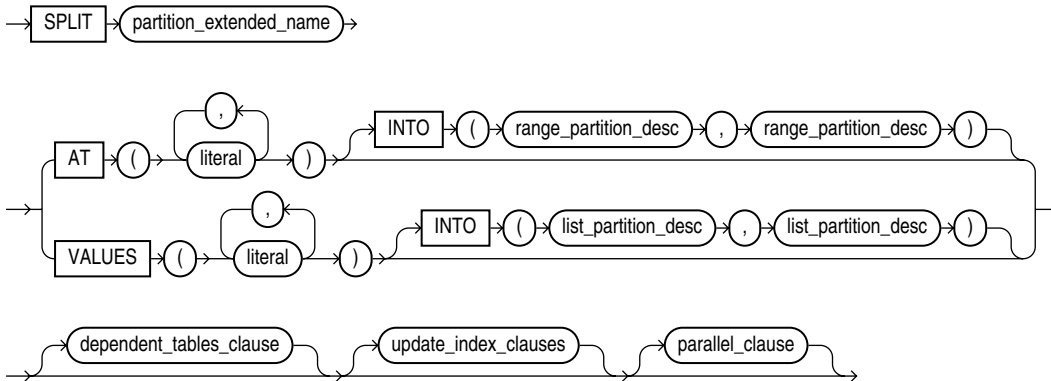 SPLIT partition_extended_name
,
INTO ( range_partition_desc , range_partition_desc )
AT ( literal )
,
INTO ( list_partition_desc , list_partition_desc )
VALUES ( literal )
dependent_tables_clause update_index_clauses parallel_clause